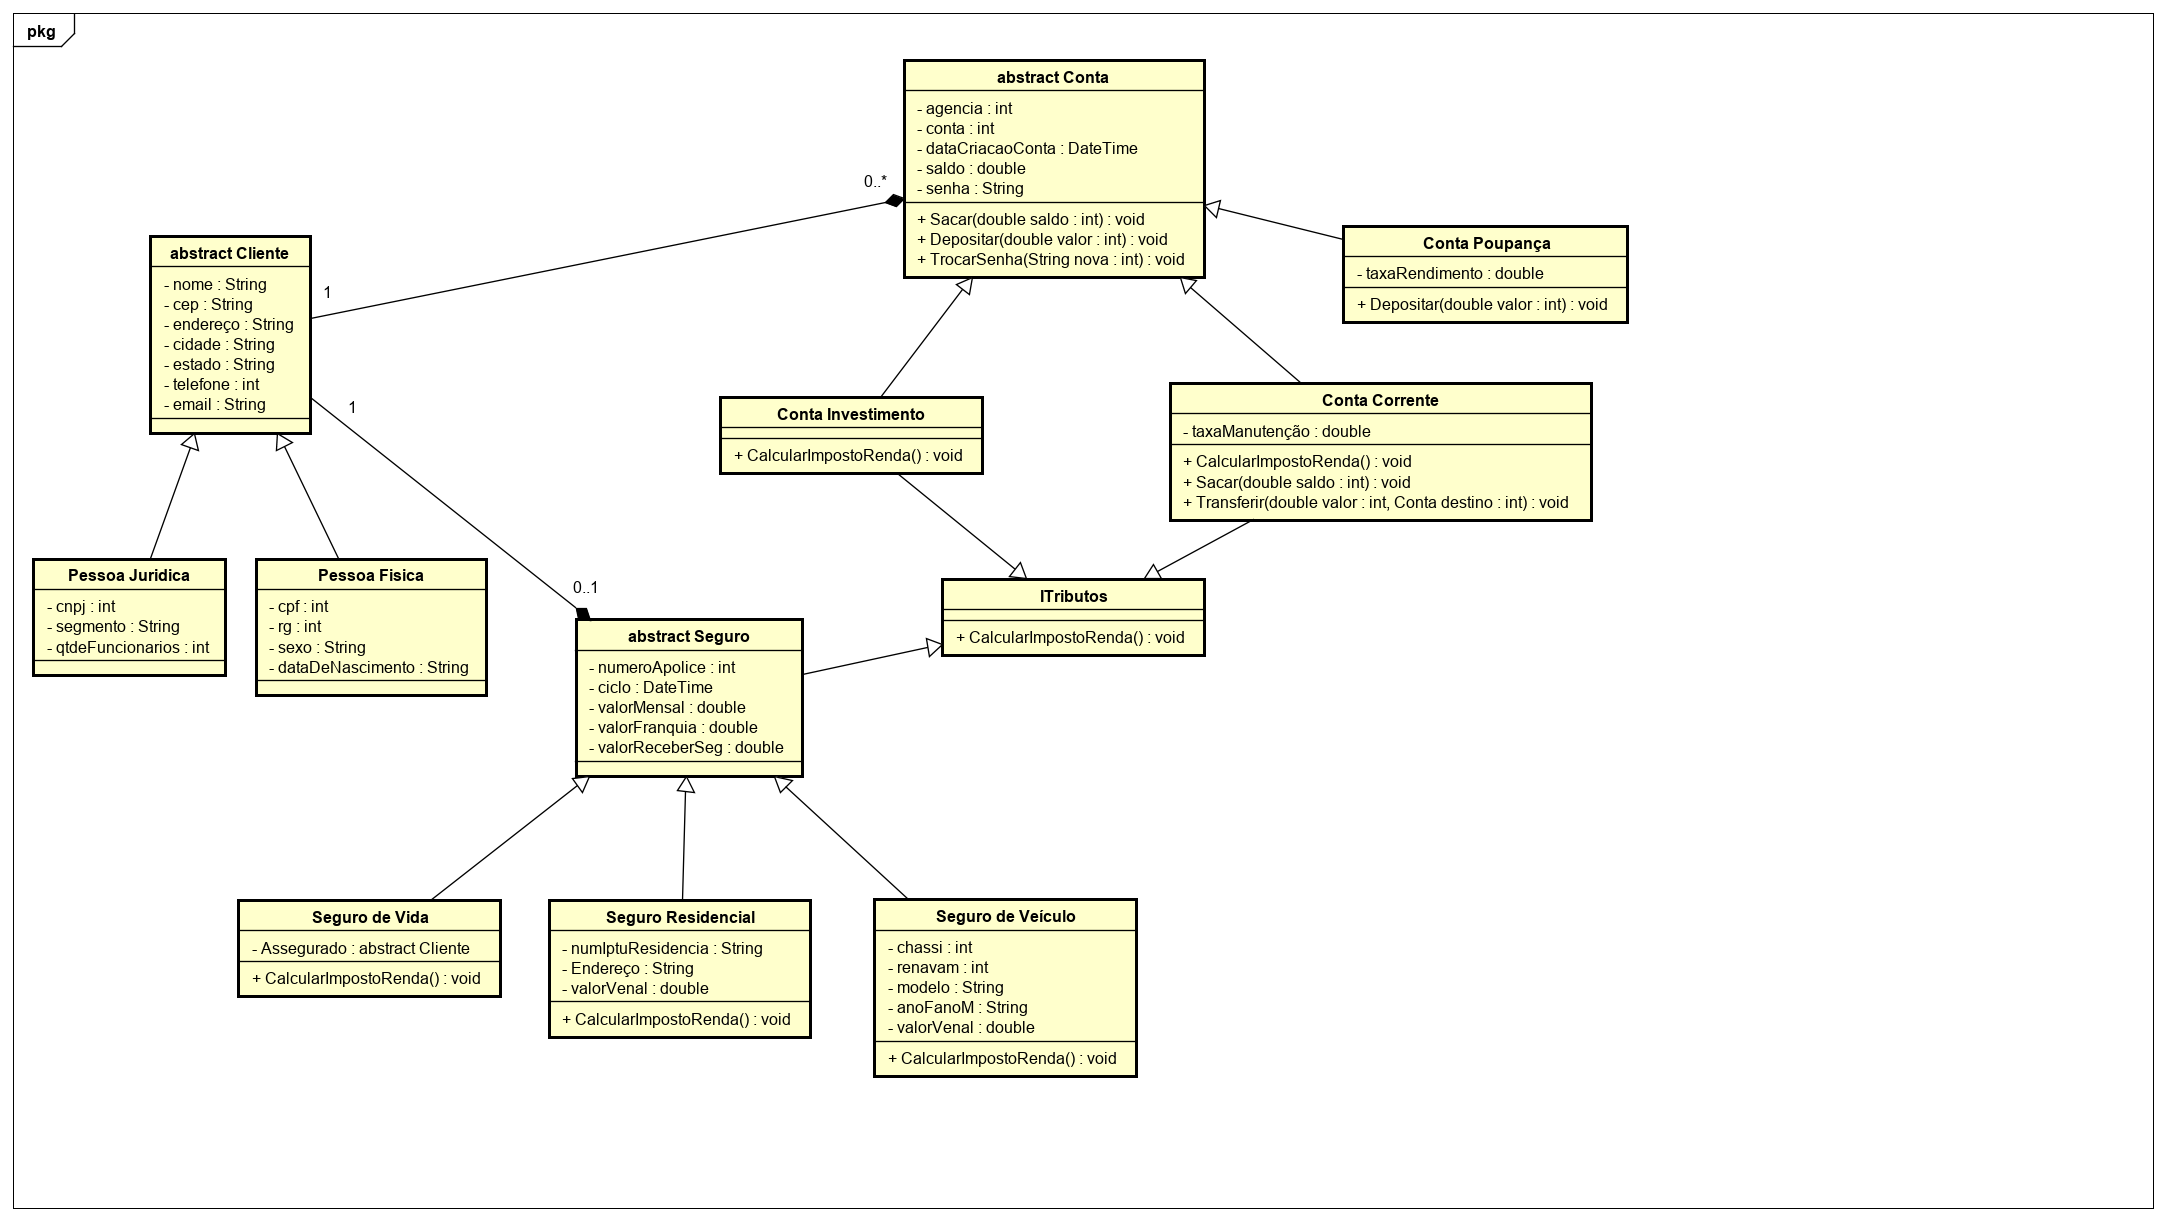 pkg
abstract Conta
- agencia : int
- conta : int
- dataCriacaoConta : DateTime
- saldo : double
- senha : String
+ Sacar(double saldo : int) : void
+ Depositar(double valor : int) : void
+ TrocarSenha(String nova : int) : void
0..*
1
abstract Cliente
- nome : String
- cep : String
- endereço : String
- cidade : String
- estado : String
- telefone : int
- email : String
1
Conta Poupança
- taxaRendimento : double
+ Depositar(double valor : int) : void
Conta Investimento
+ CalcularImpostoRenda() : void
Conta Corrente
- taxaManutenção : double
+ CalcularImpostoRenda() : void
+ Sacar(double saldo : int) : void
+ Transferir(double valor : int, Conta destino : int) : void
Pessoa Juridica
- cnpj : int
- segmento : String
- qtdeFuncionarios : int
Pessoa Fisica
- cpf : int
- rg : int
- sexo : String
- dataDeNascimento : String
0..1
abstract Seguro
- numeroApolice : int
- ciclo : DateTime
- valorMensal : double
- valorFranquia : double
- valorReceberSeg : double
ITributos
+ CalcularImpostoRenda() : void
Seguro de Vida
- Assegurado : abstract Cliente
+ CalcularImpostoRenda() : void
Seguro Residencial
- numIptuResidencia : String
- Endereço : String
- valorVenal : double
+ CalcularImpostoRenda() : void
Seguro de Veículo
- chassi : int
- renavam : int
- modelo : String
- anoFanoM : String
- valorVenal : double
+ CalcularImpostoRenda() : void